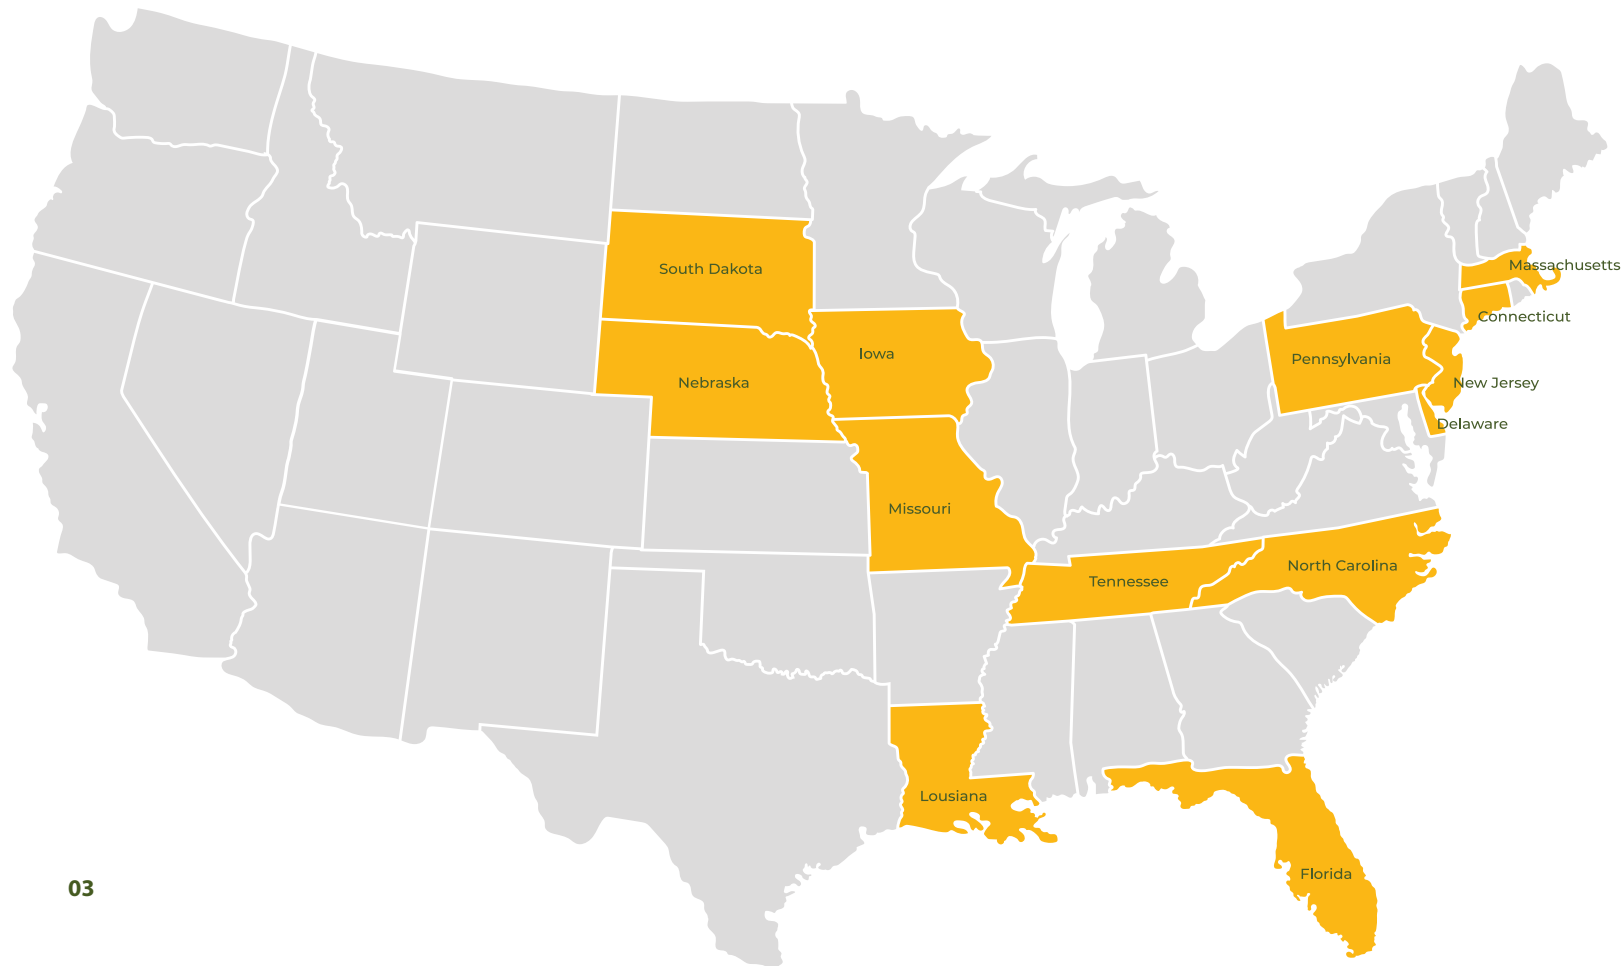 Massachusetts
South Dakota
Connecticut
Iowa
Pennsylvania
Nebraska
New Jersey
Delaware
Missouri
North Carolina
Tennessee
Lousiana
Florida
03